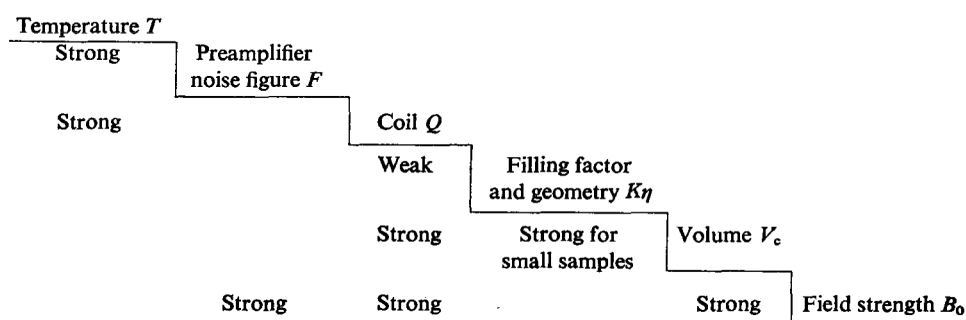 Temperature T
Strong
Preamplifier
noise figure F
Strong
Coil Q
Weak
Filling factor
and geometry Kη
Strong
Strong for
small samples
Volume Vc
Strong
Strong
Strong
Field strength B0